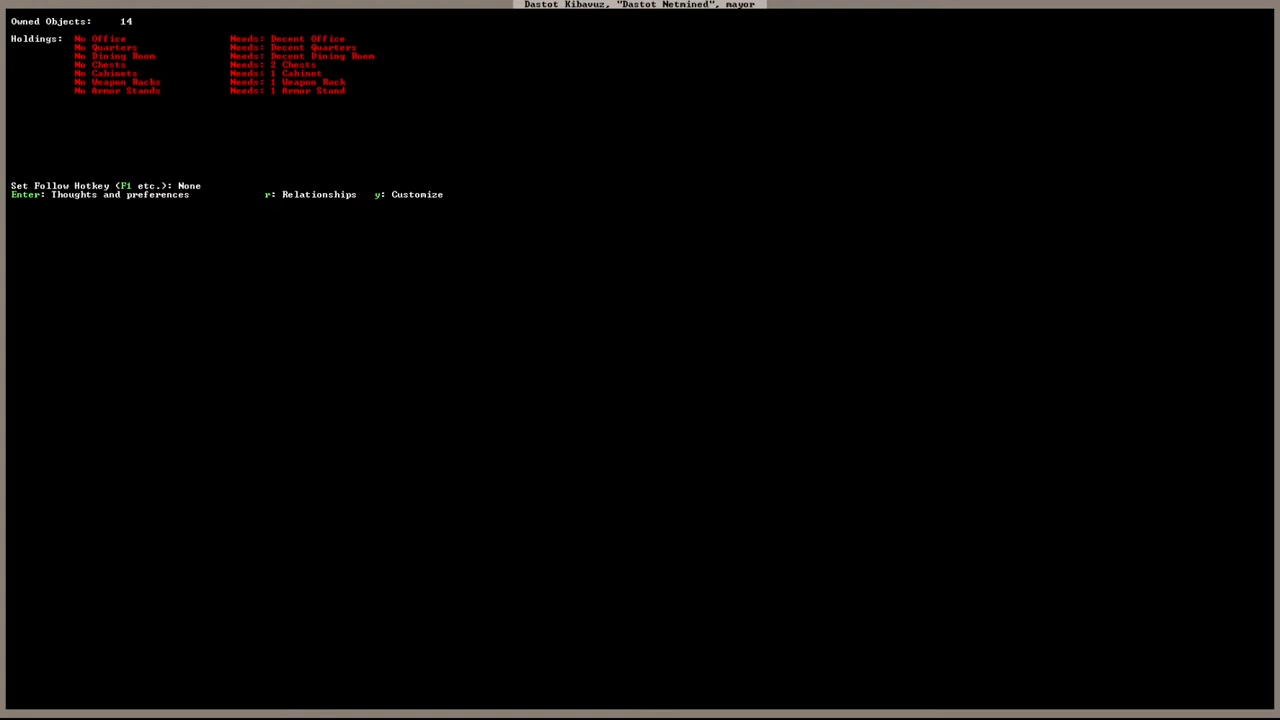 Dastot Kibavuz, "Dastot Netmined", mayor
Owned Objects: 14
Holdings: No Office Needs: Decent Office
No Quarters Needs: Decent Quarters
No Dining Room Needs: Decent Dining Room
No Chests Needs: 2 Chests
No Cabinets Needs: 1 Cabinet
No Weapon Racks Needs: 1 Weapon Rack
No Armor Stands Needs: 1 Armor Stand
Set Follow Hotkey (F1 etc.): None
Enter: Thoughts and preferences r: Relationships y: Customize